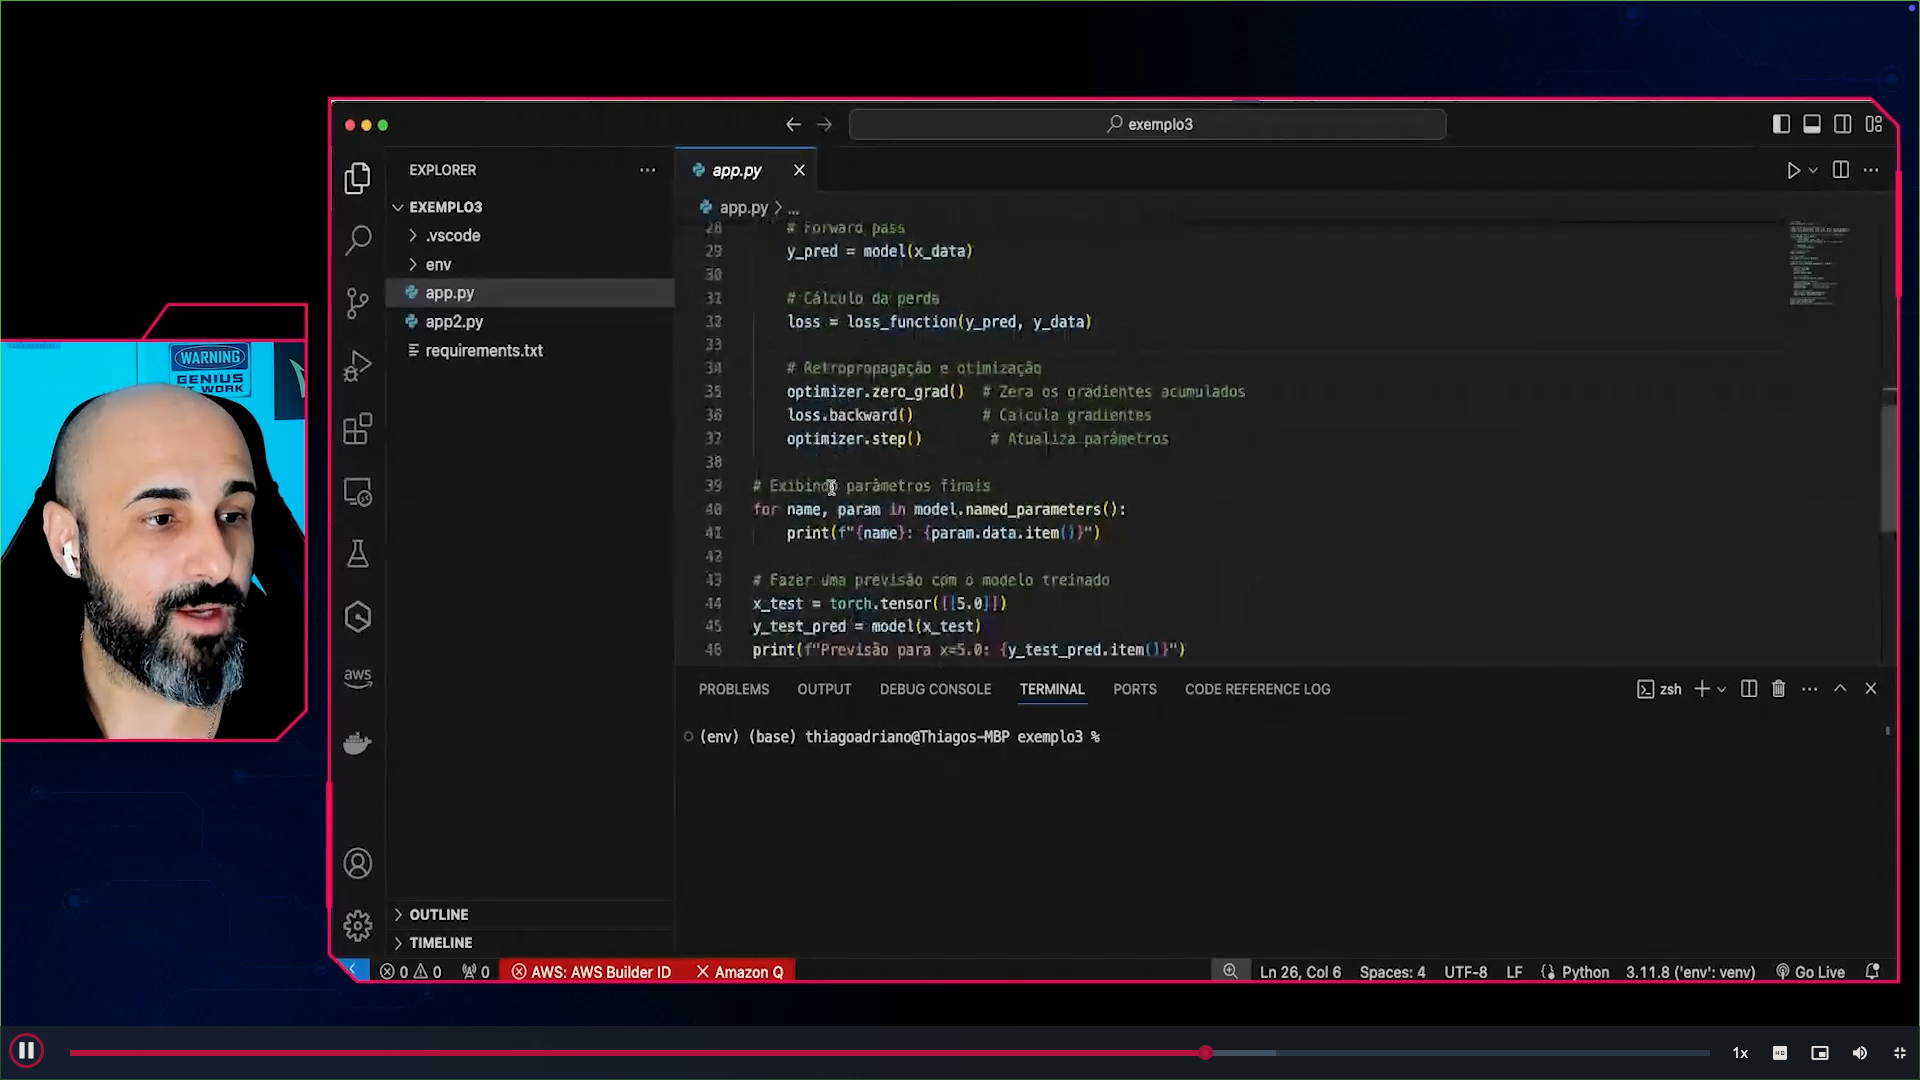 exemplo3
EXPLORER
app.py
EXEMPLO3
app.py > ...
.vscode
env
app.py
app2.py
requirements.txt
28 # Forward pass
29 y_pred = model(x_data)
30
31 # Cálculo da perda
32 loss = loss_function(y_pred, y_data)
33
34 # Retropropagação e otimização
35 optimizer.zero_grad() # Zera os gradientes acumulados
36 loss.backward() # Calcula gradientes
37 optimizer.step() # Atualiza parâmetros
38
39 # Exibindo parâmetros finais
40 for name, param in model.named_parameters():
41 print(f"{name}: {param.data.item()}")
42
43 # Fazer uma previsão com o modelo treinado
44 x_test = torch.tensor([[5.0]])
45 y_test_pred = model(x_test)
46 print(f"Previsão para x=5.0: {y_test_pred.item()}")
WARNING
GENIUS
AT WORK
PROBLEMS OUTPUT DEBUG CONSOLE TERMINAL PORTS CODE REFERENCE LOG
zsh
(env) (base) thiagoadriano@Thiagos-MBP exemplo3 %
aws
OUTLINE
TIMELINE
0 0 0 AWS: AWS Builder ID Amazon Q Ln 26, Col 6 Spaces: 4 UTF-8 LF Python 3.11.8 ('env': venv) Go Live
1x